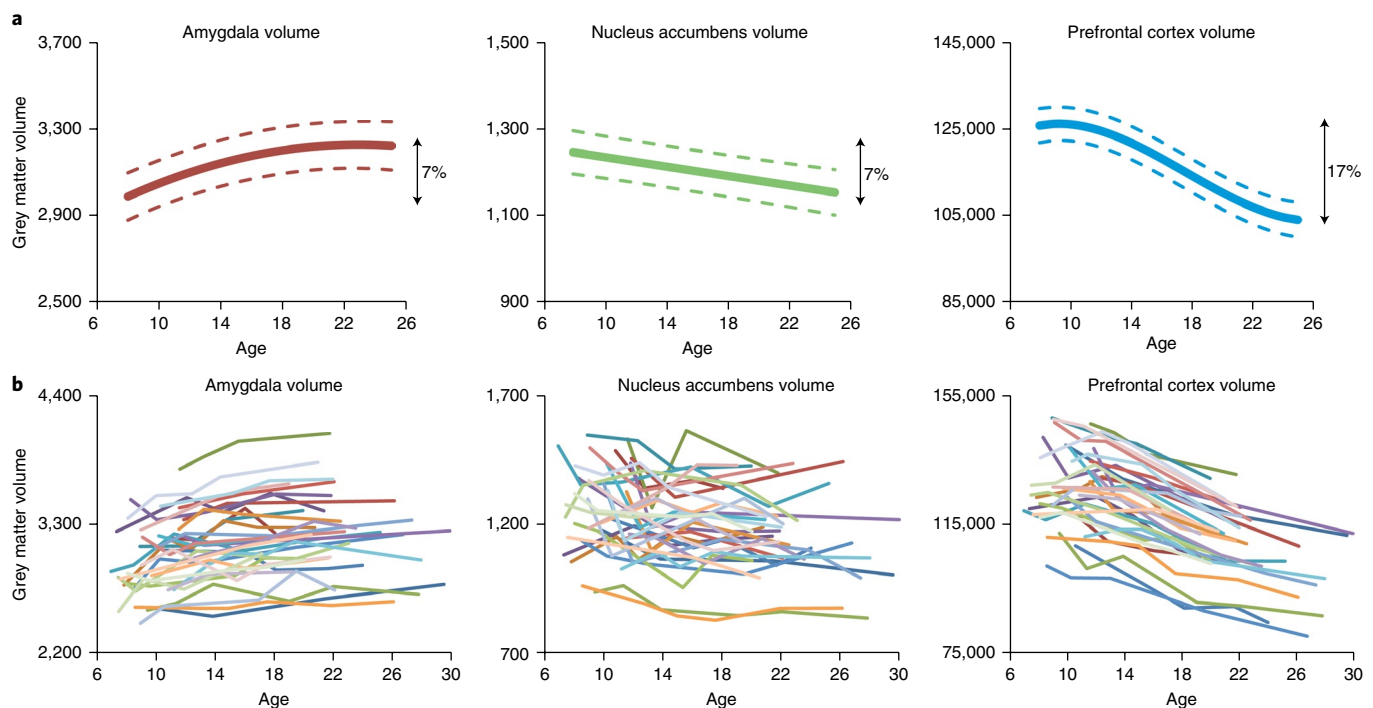 a
Amygdala volume
Nucleus accumbens volume
Prefrontal cortex volume
3,700
3,300
2,900
2,500
Grey matter volume
7%
6 10 14 18 22 26
Age
1,500
1,300
1,100
900
7%
6 10 14 18 22 26
Age
145,000
125,000
105,000
85,000
17%
6 10 14 18 22 26
Age
b
Amygdala volume
Nucleus accumbens volume
Prefrontal cortex volume
4,400
3,300
2,200
Grey matter volume
6 10 14 18 22 26 30
Age
1,700
1,200
700
6 10 14 18 22 26 30
Age
155,000
115,000
75,000
6 10 14 18 22 26 30
Age